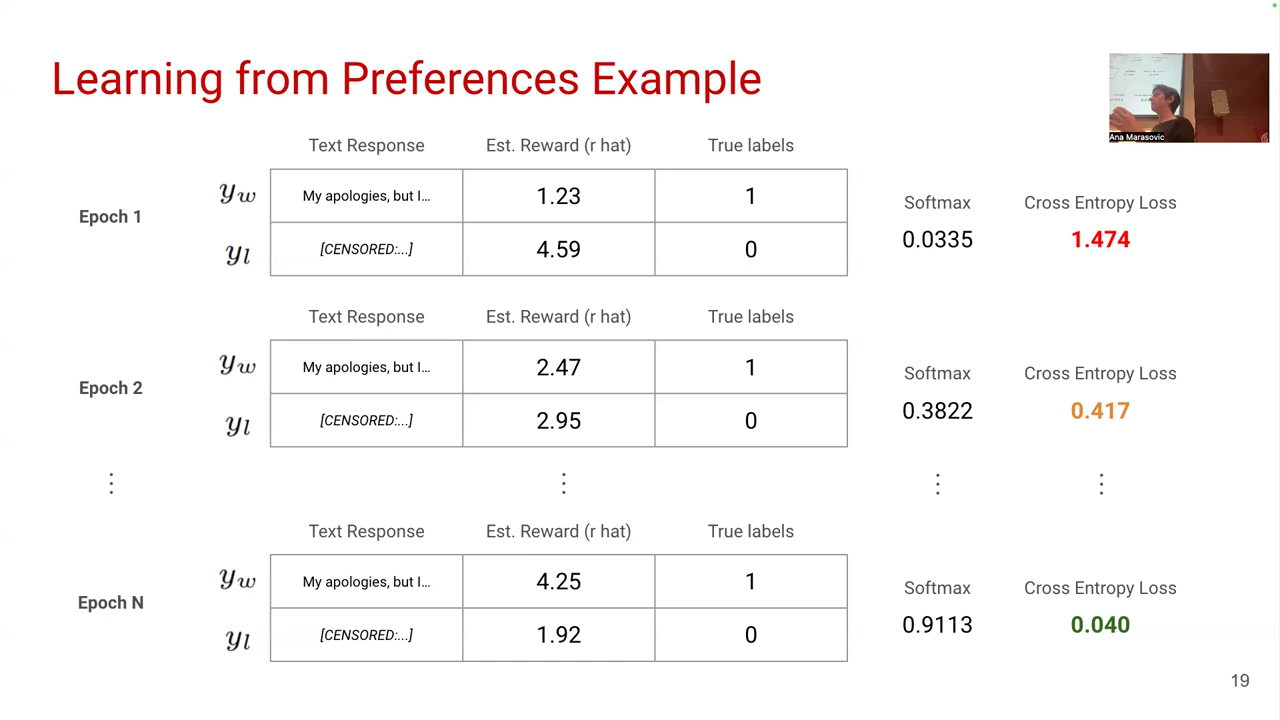 Learning from Preferences Example
Ana Marasovic
Text Response Est. Reward (r hat) True labels
Epoch 1
y_w My apologies, but I... 1.23 1
y_l [CENSORED:...] 4.59 0
Softmax Cross Entropy Loss
0.0335 1.474
Text Response Est. Reward (r hat) True labels
Epoch 2
y_w My apologies, but I... 2.47 1
y_l [CENSORED:...] 2.95 0
Softmax Cross Entropy Loss
0.3822 0.417
⋮ ⋮ ⋮ ⋮
Text Response Est. Reward (r hat) True labels
Epoch N
y_w My apologies, but I... 4.25 1
y_l [CENSORED:...] 1.92 0
Softmax Cross Entropy Loss
0.9113 0.040
19